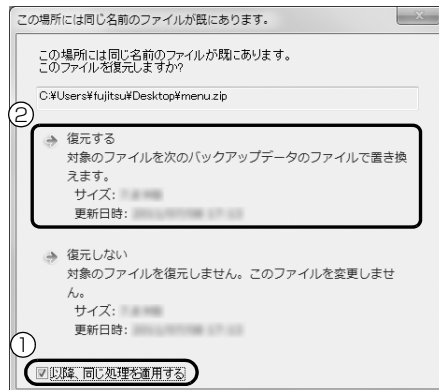 この場所には同じ名前のファイルが既にあります。
この場所には同じ名前のファイルが既にあります。
このファイルを復元しますか?
C:¥Users¥fujitsu¥Desktop¥menu.zip
②
復元する
対象のファイルを次のバックアップデータのファイルで置き換
えます。
サイズ:
更新日時:
復元しない
対象のファイルを復元しません。このファイルを変更しませ
ん。
サイズ:
更新日時:
①
以降、同じ処理を適用する